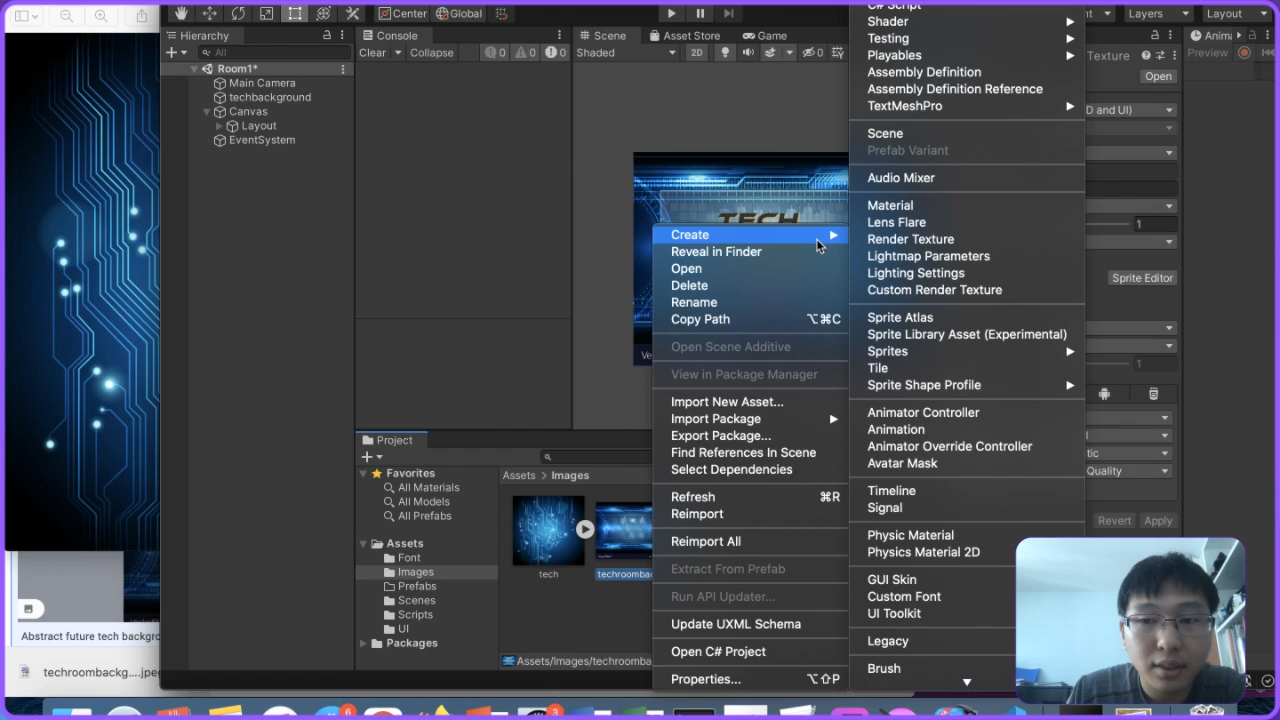 Center
Global
Layers
Layout
Hierarchy
All
Room1*
Main Camera
techbackground
Canvas
Layout
EventSystem
Console
Clear
Collapse
0
0
0
Scene
Asset Store
Game
Shaded
2D
0
TECH
Create
Reveal in Finder
Open
Delete
Rename
Copy Path ⌥⌘C
Open Scene Additive
View in Package Manager
Import New Asset...
Import Package
Export Package...
Find References In Scene
Select Dependencies
Refresh ⌘R
Reimport
Reimport All
Extract From Prefab
Run API Updater...
Update UXML Schema
Open C# Project
Properties... ⌥⇧P
C# Script
Shader
Testing
Playables
Assembly Definition
Assembly Definition Reference
TextMeshPro
Scene
Prefab Variant
Audio Mixer
Material
Lens Flare
Render Texture
Lightmap Parameters
Lighting Settings
Custom Render Texture
Sprite Atlas
Sprite Library Asset (Experimental)
Sprites
Tile
Sprite Shape Profile
Animator Controller
Animation
Animator Override Controller
Avatar Mask
Timeline
Signal
Physic Material
Physics Material 2D
GUI Skin
Custom Font
UI Toolkit
Legacy
Brush
Anima
Preview
Texture
Open
D and UI)
1
Sprite Editor
1
Quality
Revert
Apply
Project
Favorites
All Materials
All Models
All Prefabs
Assets
Font
Images
Prefabs
Scenes
Scripts
UI
Packages
Assets > Images
tech
techroomba
Assets/Images/techroomba
Abstract future tech backgro
techroombackg....jpeg
6
3